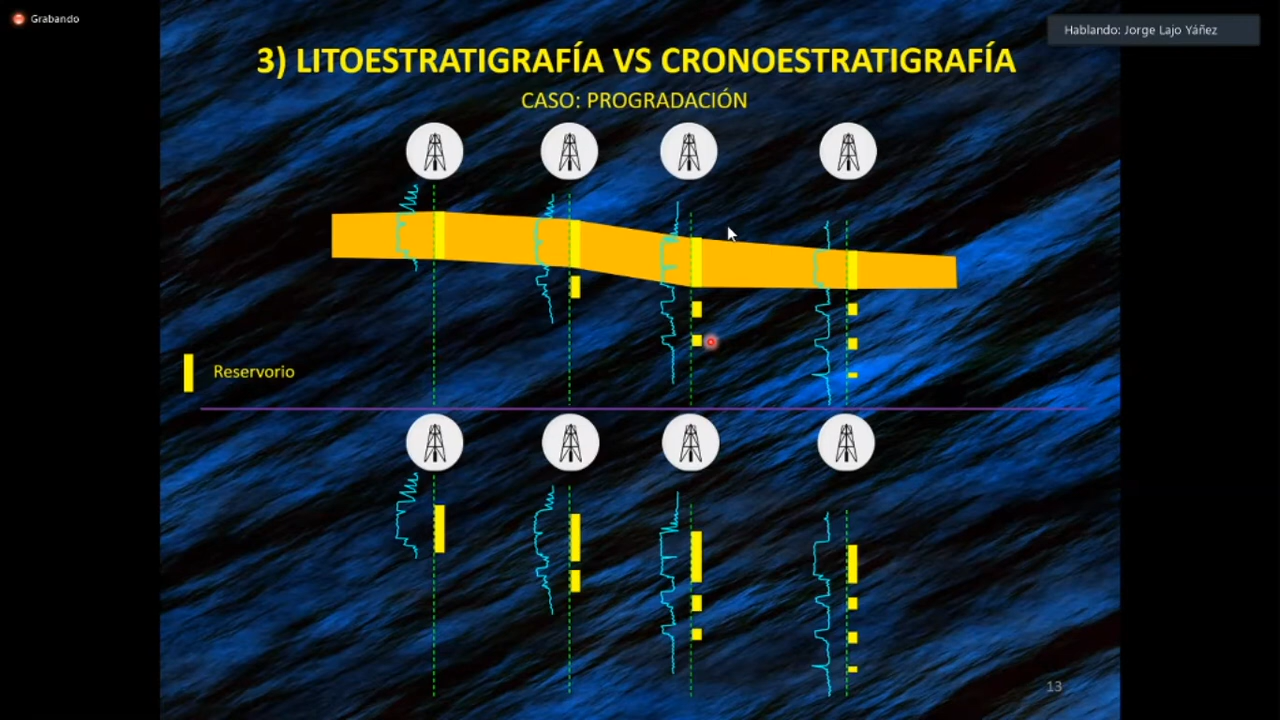 Grabando
Hablando: Jorge Lajo Yáñez
3) LITOESTRATIGRAFÍA VS CRONOESTRATIGRAFÍA
CASO: PROGRADACIÓN
Reservorio
13